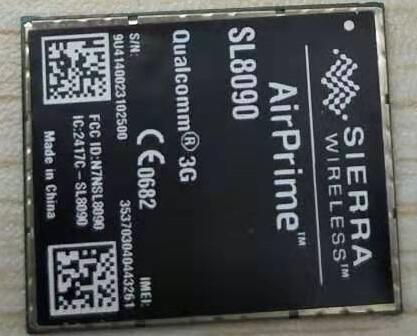 SIERRA
WIRELESS™
AirPrime™
SL8090
Qualcomm® 3G
CE0682
S/N:
9U4140023102500
IMEI:
353703040443261
FCC ID:N7NSL8090
IC:2417C-SL8090
Made in China